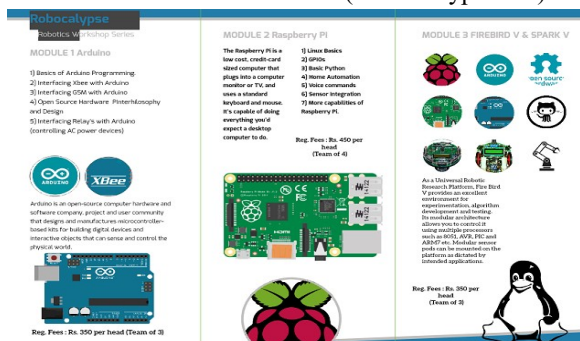 Robocalypse
Robotics Workshop Series
MODULE 1 Arduino
1) Basics of Arduino Programming.
2) Interfacing Xbee with Arduino
3) Interfacing GSM with Arduino
4) Open Source Hardware Pinterhilosophy
and Design
5) Interfacing Relay's with Arduino
(controlling AC power devices)
ARDUINO
XBee
Arduino is an open-source computer hardware and
software company, project and user community
that designs and manufactures microcontroller-
based kits for building digital devices and
interactive objects that can sense and control the
physical world.
Reg. Fees : Rs. 350 per head (Team of 3)
MODULE 2 Raspberry Pi
The Raspberry Pi is a
low cost, credit-card
sized computer that
plugs into a computer
monitor or TV, and
uses a standard
keyboard and mouse.
It's capable of doing
everything you'd
expect a desktop
computer to do.
1) Linux Basics
2) GPIOs
3) Basic Python
4) Home Automation
5) Voice commands
6) Sensor Integration
7) More capabilities of
Raspberry Pi.
Reg. Fees : Rs. 450 per
head
(Team of 4)
HDMI
MODULE 3 FIREBIRD V & SPARK V
ARDUINO
open source
hardware
As a Universal Robotic
Research Platform, Fire Bird
V provides an excellent
environment for
experimentation, algorithm
development and testing.
Its modular architecture
allows you to control it
using multiple processors
such as 8051, AVR, PIC and
ARM7 etc. Modular sensor
pods can be mounted on the
platform as dictated by
intended applications.
Reg. Fees : Rs. 350 per
head
(Team of 3)